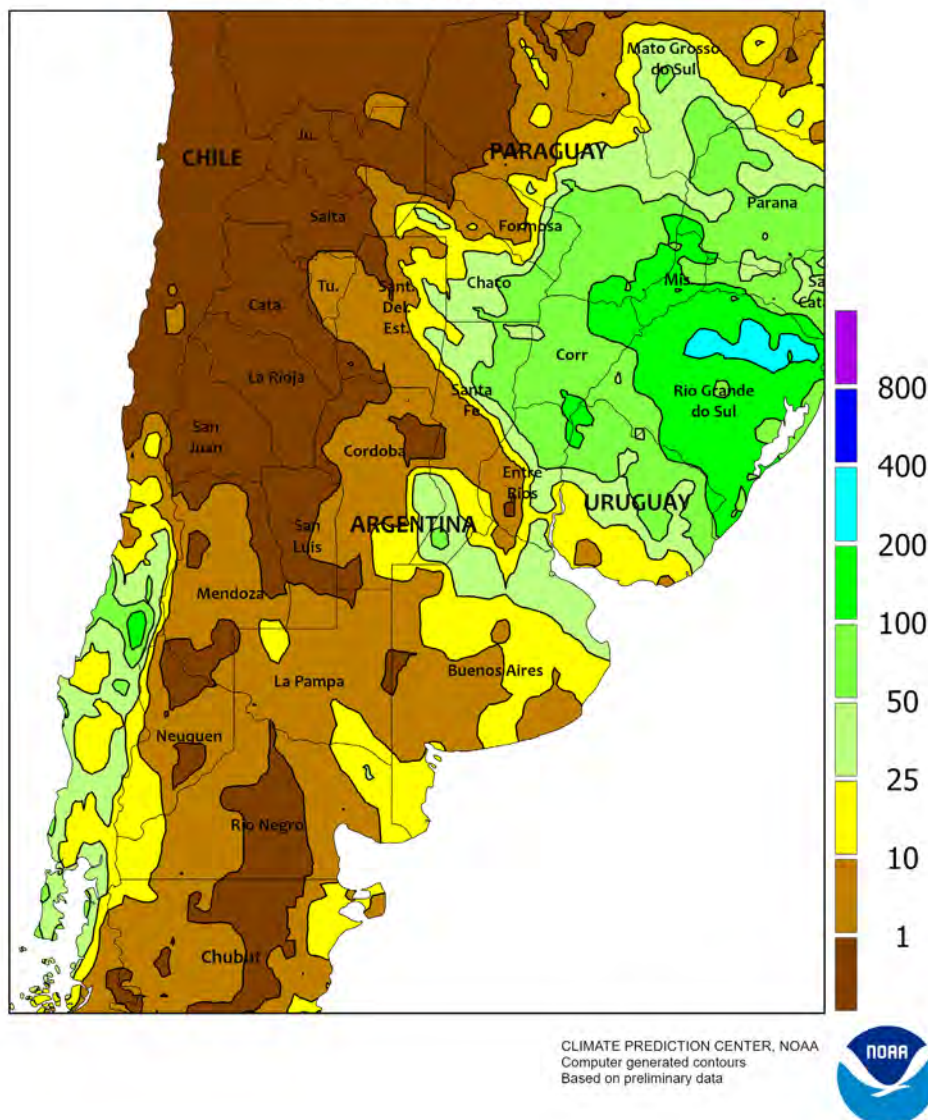 Mato Grosso
do Sul
CHILE
Ju.
PARAGUAY
Parana
Salta
Formosa
Chaco
Mis.
Sa
Cat.
Tu.
Sant.
Del.
Est.
Cata
Corr
La Rioja
Santa
Fe.
Rio Grande
do Sul
San
Juan
Cordoba
Entre
Rios
URUGUAY
ARGENTINA
San
Luis
Mendoza
La Pampa
Buenos Aires
Neuquen
Rio Negro
Chubut
800
400
200
100
50
25
10
1
CLIMATE PREDICTION CENTER, NOAA
Computer generated contours
Based on preliminary data
NOAA